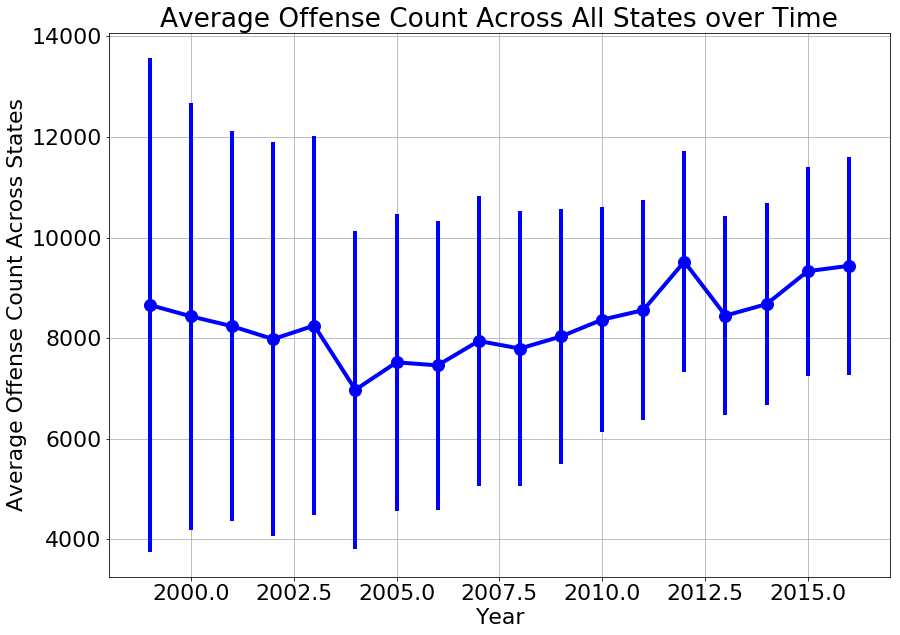 Average Offense Count Across All States over Time
Average Offense Count Across States
14000
12000
10000
8000
6000
4000
2000.0 2002.5 2005.0 2007.5 2010.0 2012.5 2015.0
Year